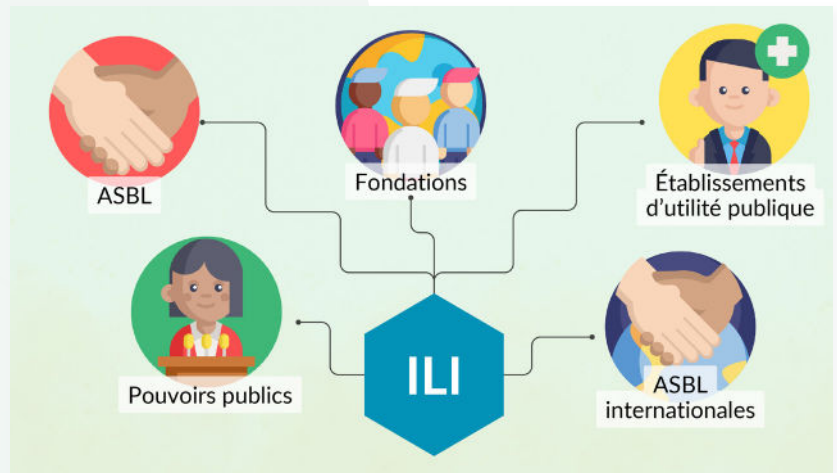 ASBL
Fondations
Établissements
d'utilité publique
Pouvoirs publics
ILI
ASBL
internationales